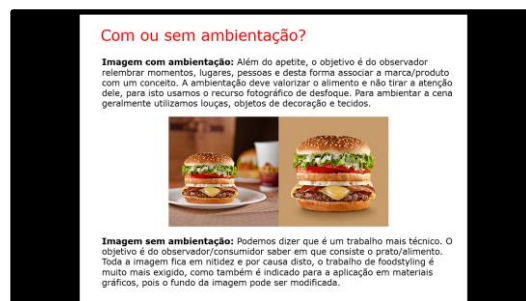 Com ou sem ambientação?
Imagem com ambientação: Além do apetite, o objetivo é do observador
relembrar momentos, lugares, pessoas e desta forma associar a marca/produto
com um conceito. A ambientação deve valorizar o alimento e não tirar a atenção
dele, para isto usamos o recurso fotográfico de desfoque. Para ambientar a cena
geralmente utilizamos louças, objetos de decoração e tecidos.
Imagem sem ambientação: Podemos dizer que é um trabalho mais técnico. O
objetivo é do observador/consumidor saber em que consiste o prato/alimento.
Toda a imagem fica em nitidez e por causa disto, o trabalho de foodstyling é
muito mais exigido, como também é indicado para a aplicação em materiais
gráficos, pois o fundo da imagem pode ser modificada.